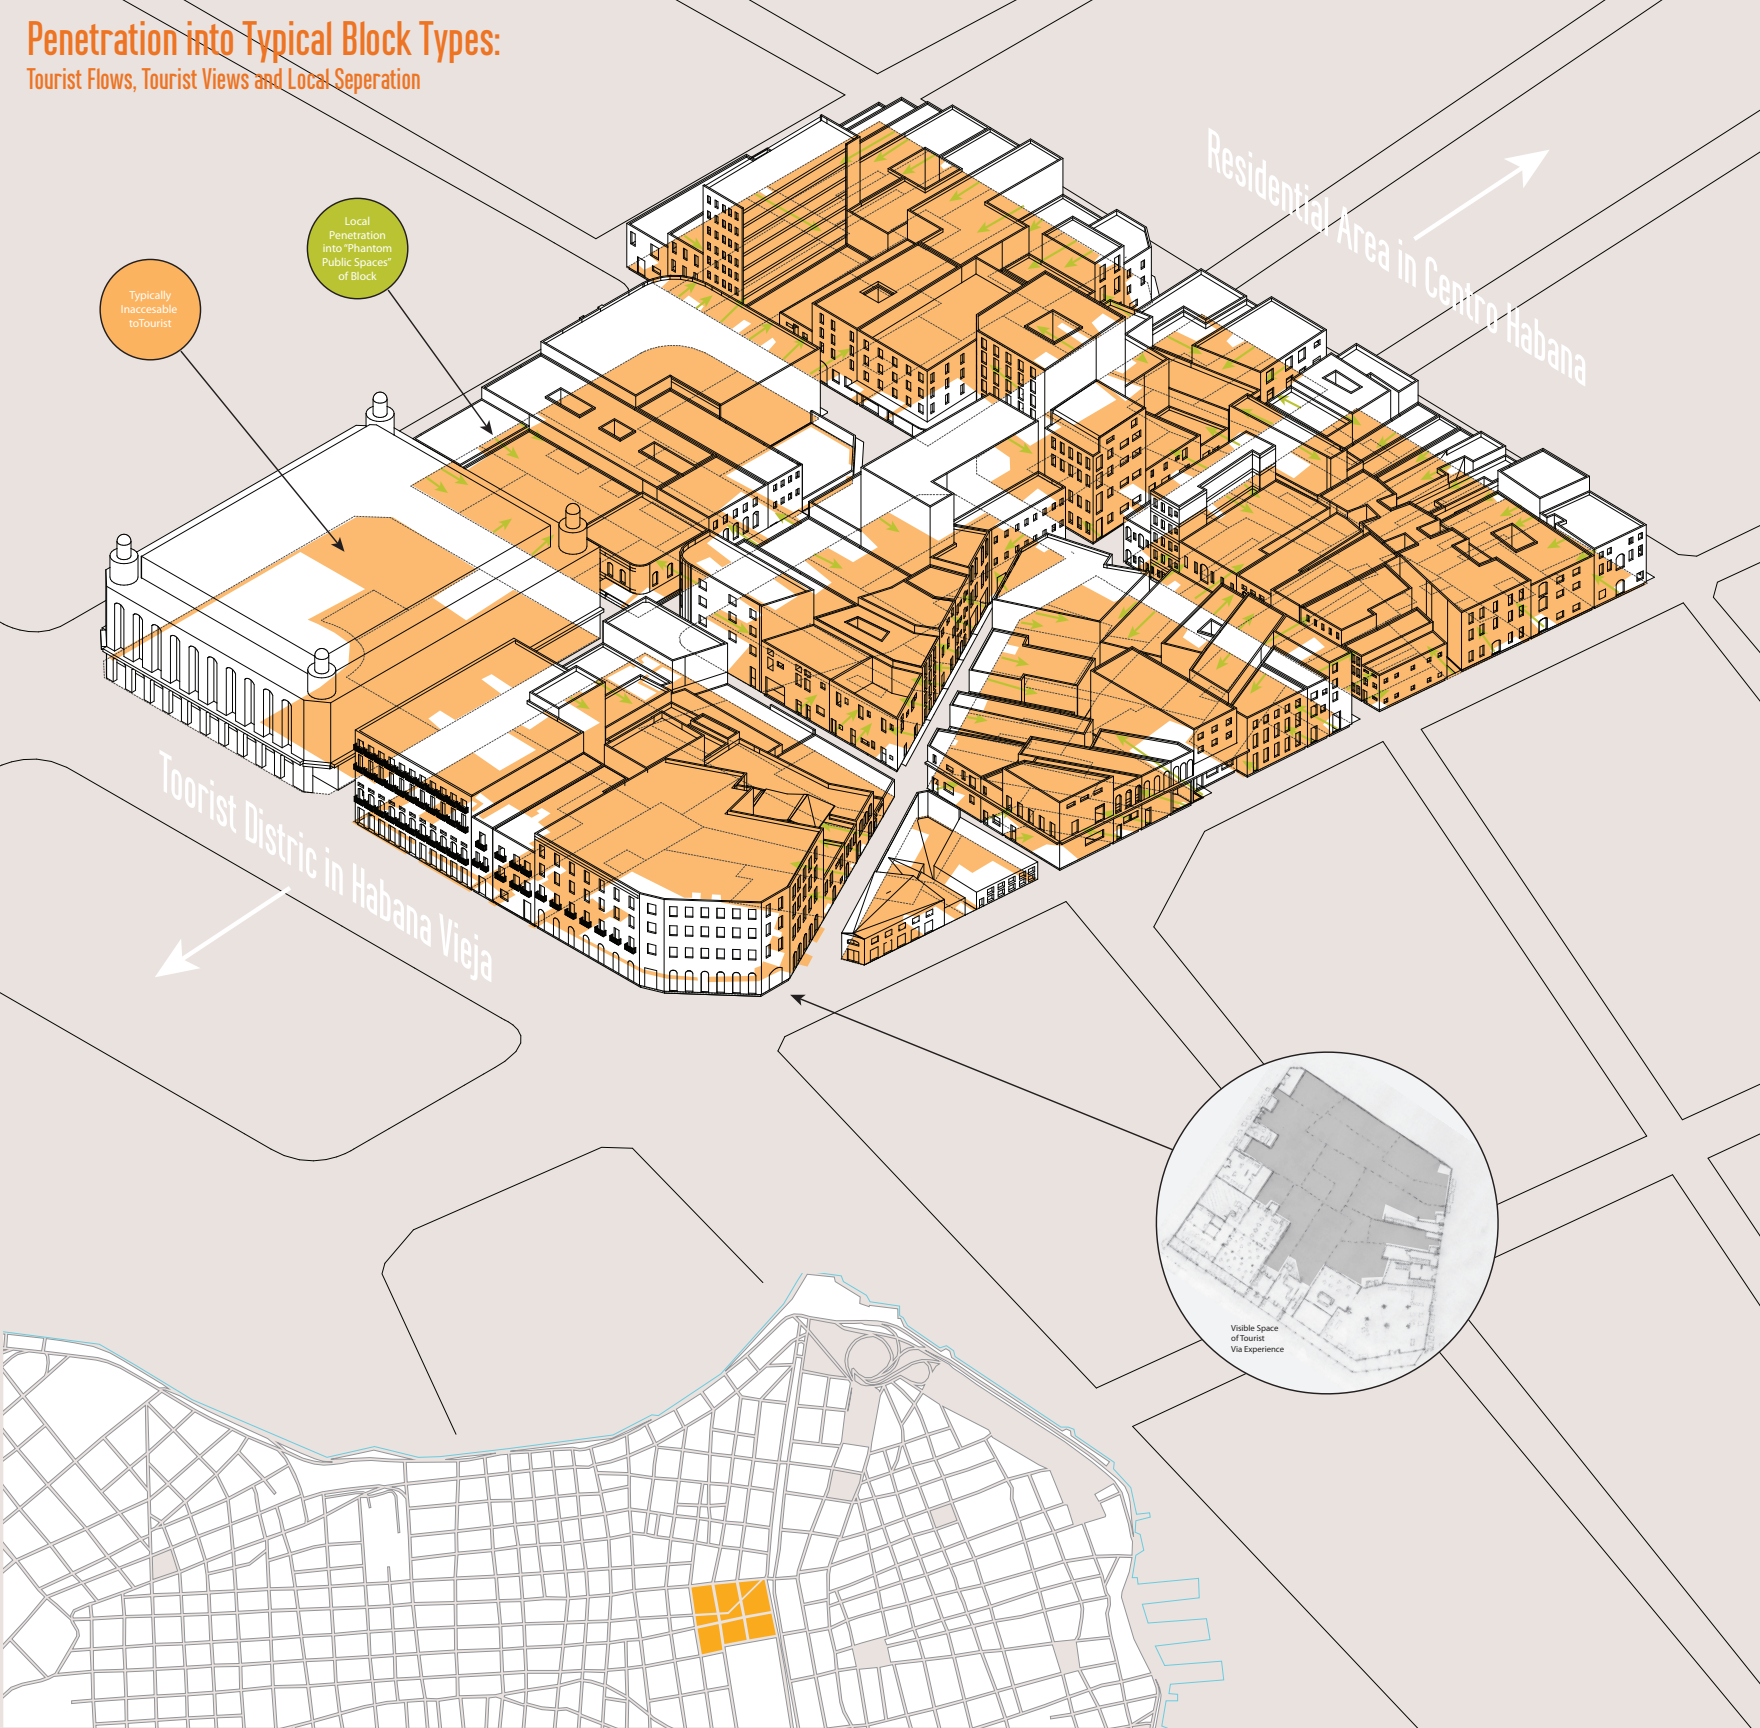 Penetration into Typical Block Types:
Tourist Flows, Tourist Views and Local Seperation
Residential Area in Centro Habana
Local
Penetration
into "Phantom
Public Spaces"
of Block
Typically
Inaccesable
toTourist
Toorist Distric in Habana Vieja
Visible Space
of Tourist
Via Experience